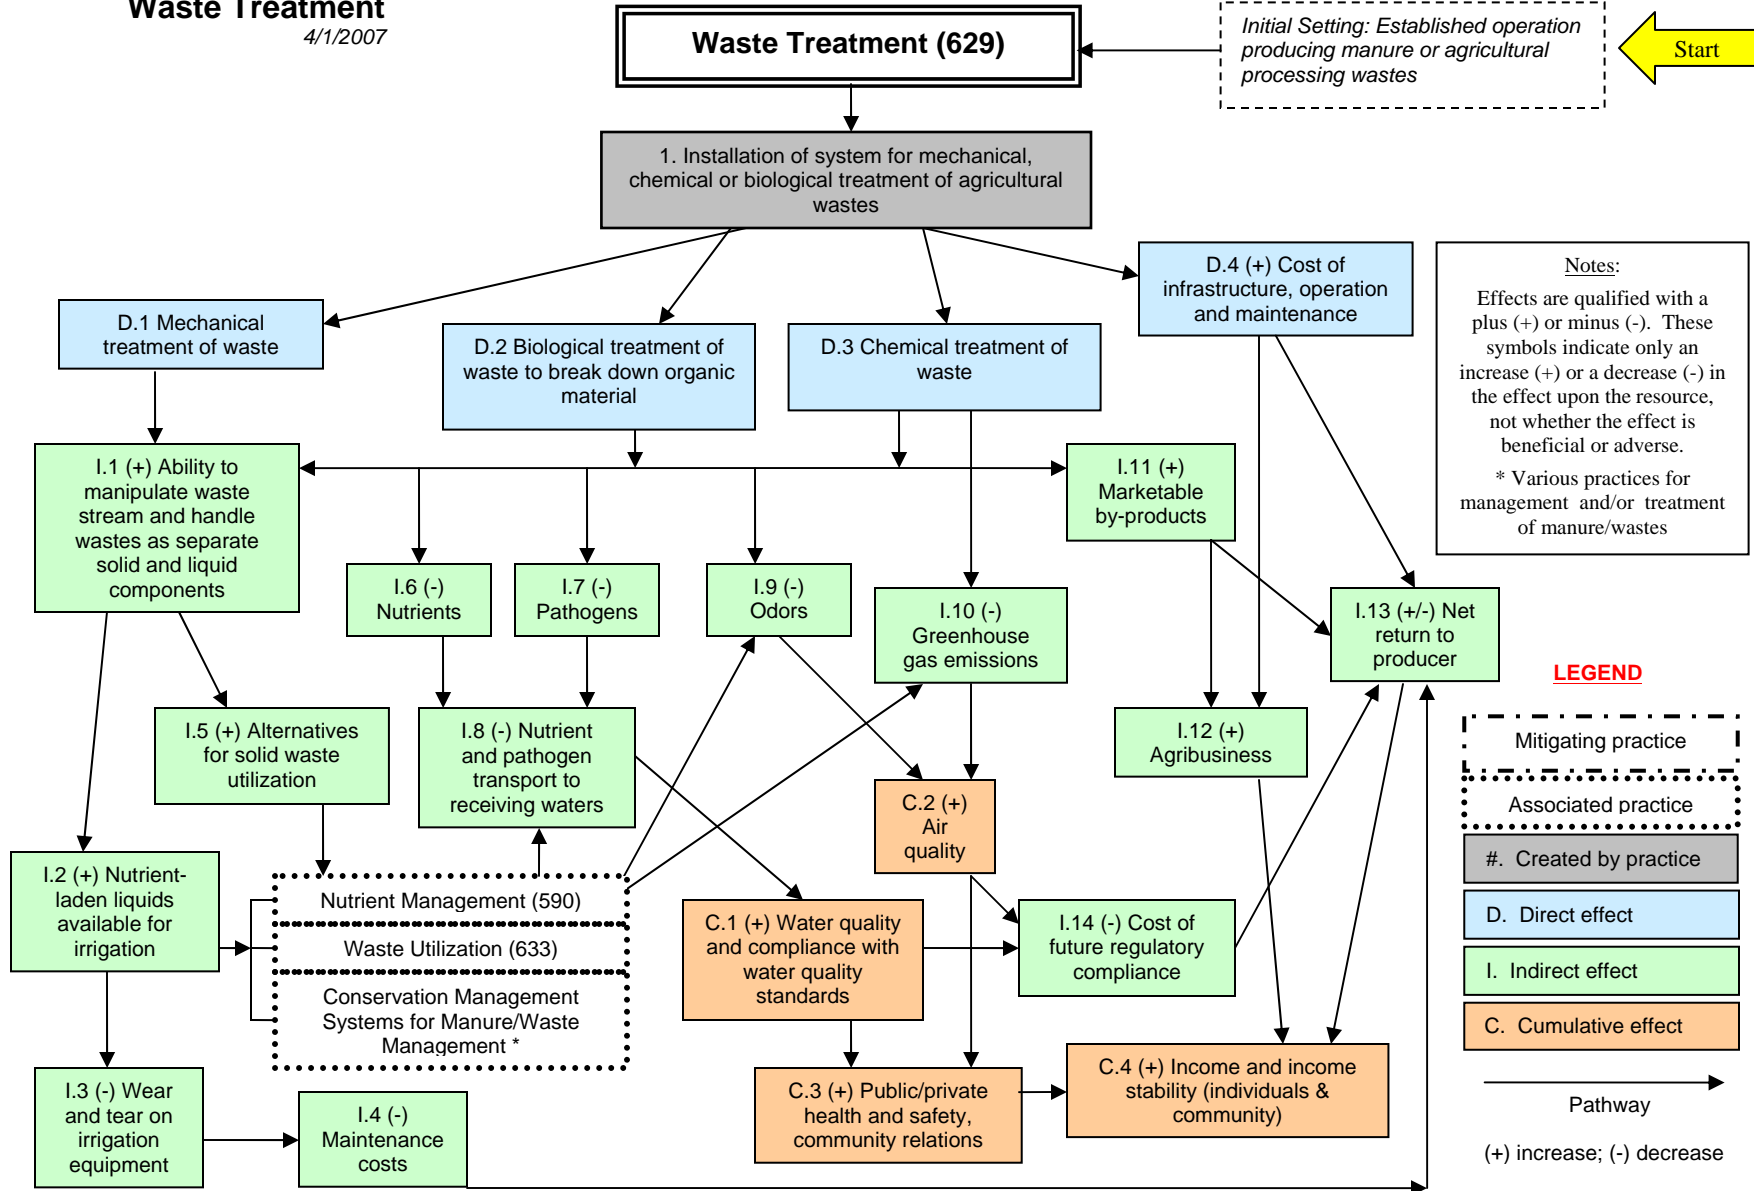 Waste Treatment
4/1/2007
Waste Treatment (629)
Initial Setting: Established operation
producing manure or agricultural
processing wastes
Start
1. Installation of system for mechanical,
chemical or biological treatment of agricultural
wastes
D.1 Mechanical
treatment of waste
D.2 Biological treatment of
waste to break down organic
material
D.3 Chemical treatment of
waste
D.4 (+) Cost of
infrastructure, operation
and maintenance
Notes:
Effects are qualified with a
plus (+) or minus (-). These
symbols indicate only an
increase (+) or a decrease (-) in
the effect upon the resource,
not whether the effect is
beneficial or adverse.
* Various practices for
management and/or treatment
of manure/wastes
I.1 (+) Ability to
manipulate waste
stream and handle
wastes as separate
solid and liquid
components
I.11 (+)
Marketable
by-products
I.6 (-)
Nutrients
I.7 (-)
Pathogens
I.9 (-)
Odors
I.10 (-)
Greenhouse
gas emissions
I.13 (+/-) Net
return to
producer
I.5 (+) Alternatives
for solid waste
utilization
I.8 (-) Nutrient
and pathogen
transport to
receiving waters
I.12 (+)
Agribusiness
C.2 (+)
Air
quality
I.2 (+) Nutrient-
laden liquids
available for
irrigation
Nutrient Management (590)
Waste Utilization (633)
Conservation Management
Systems for Manure/Waste
Management *
C.1 (+) Water quality
and compliance with
water quality
standards
I.14 (-) Cost of
future regulatory
compliance
I.3 (-) Wear
and tear on
irrigation
equipment
I.4 (-)
Maintenance
costs
C.3 (+) Public/private
health and safety,
community relations
C.4 (+) Income and income
stability (individuals &
community)
LEGEND
Mitigating practice
Associated practice
#. Created by practice
D. Direct effect
I. Indirect effect
C. Cumulative effect
Pathway
(+) increase; (-) decrease